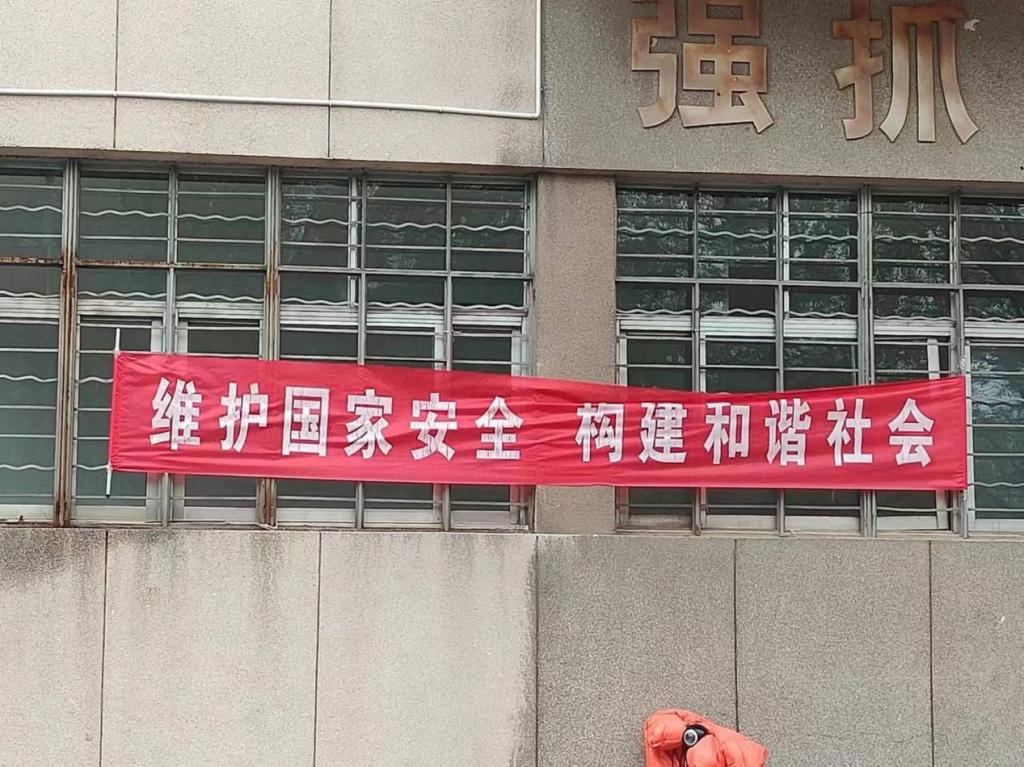 强抓
维护国家安全 构建和谐社会